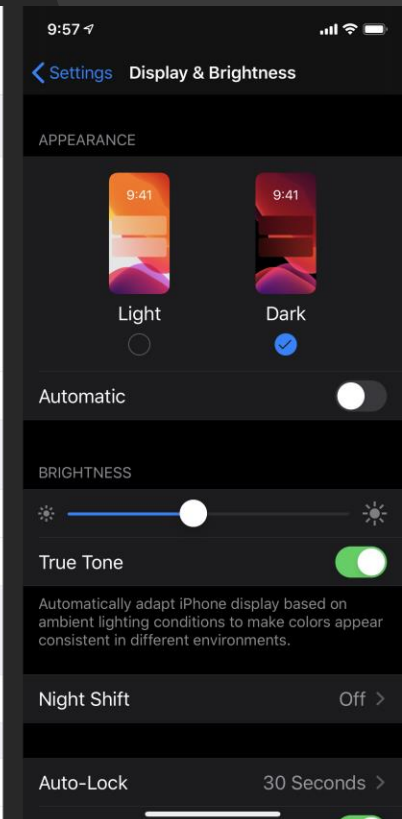 9:57
Settings Display & Brightness
APPEARANCE
9:41 9:41
Light Dark
Automatic
BRIGHTNESS
True Tone
Automatically adapt iPhone display based on
ambient lighting conditions to make colors appear
consistent in different environments.
Night Shift Off
Auto-Lock 30 Seconds